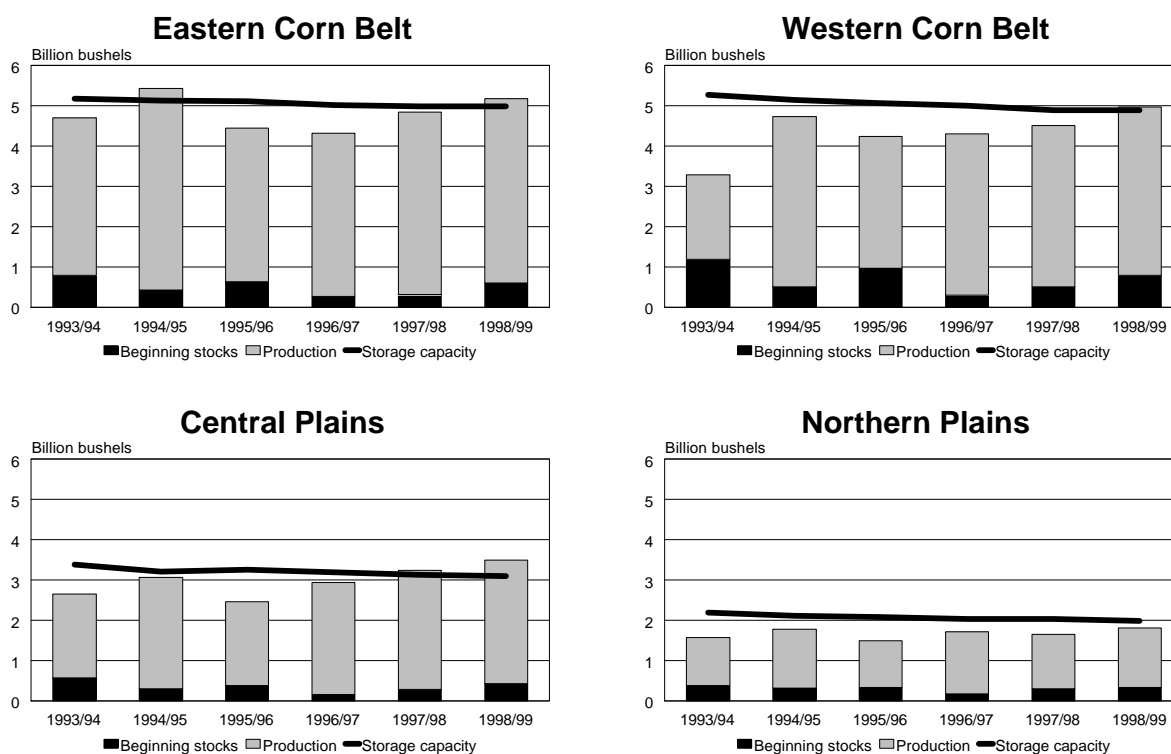 Eastern Corn Belt
Billion bushels
6
5
4
3
2
1
0
1993/94 1994/95 1995/96 1996/97 1997/98 1998/99
Beginning stocks Production Storage capacity
Western Corn Belt
Billion bushels
6
5
4
3
2
1
0
1993/94 1994/95 1995/96 1996/97 1997/98 1998/99
Beginning stocks Production Storage capacity
Central Plains
Billion bushels
6
5
4
3
2
1
0
1993/94 1994/95 1995/96 1996/97 1997/98 1998/99
Beginning stocks Production Storage capacity
Northern Plains
Billion bushels
6
5
4
3
2
1
0
1993/94 1994/95 1995/96 1996/97 1997/98 1998/99
Beginning stocks Production Storage capacity